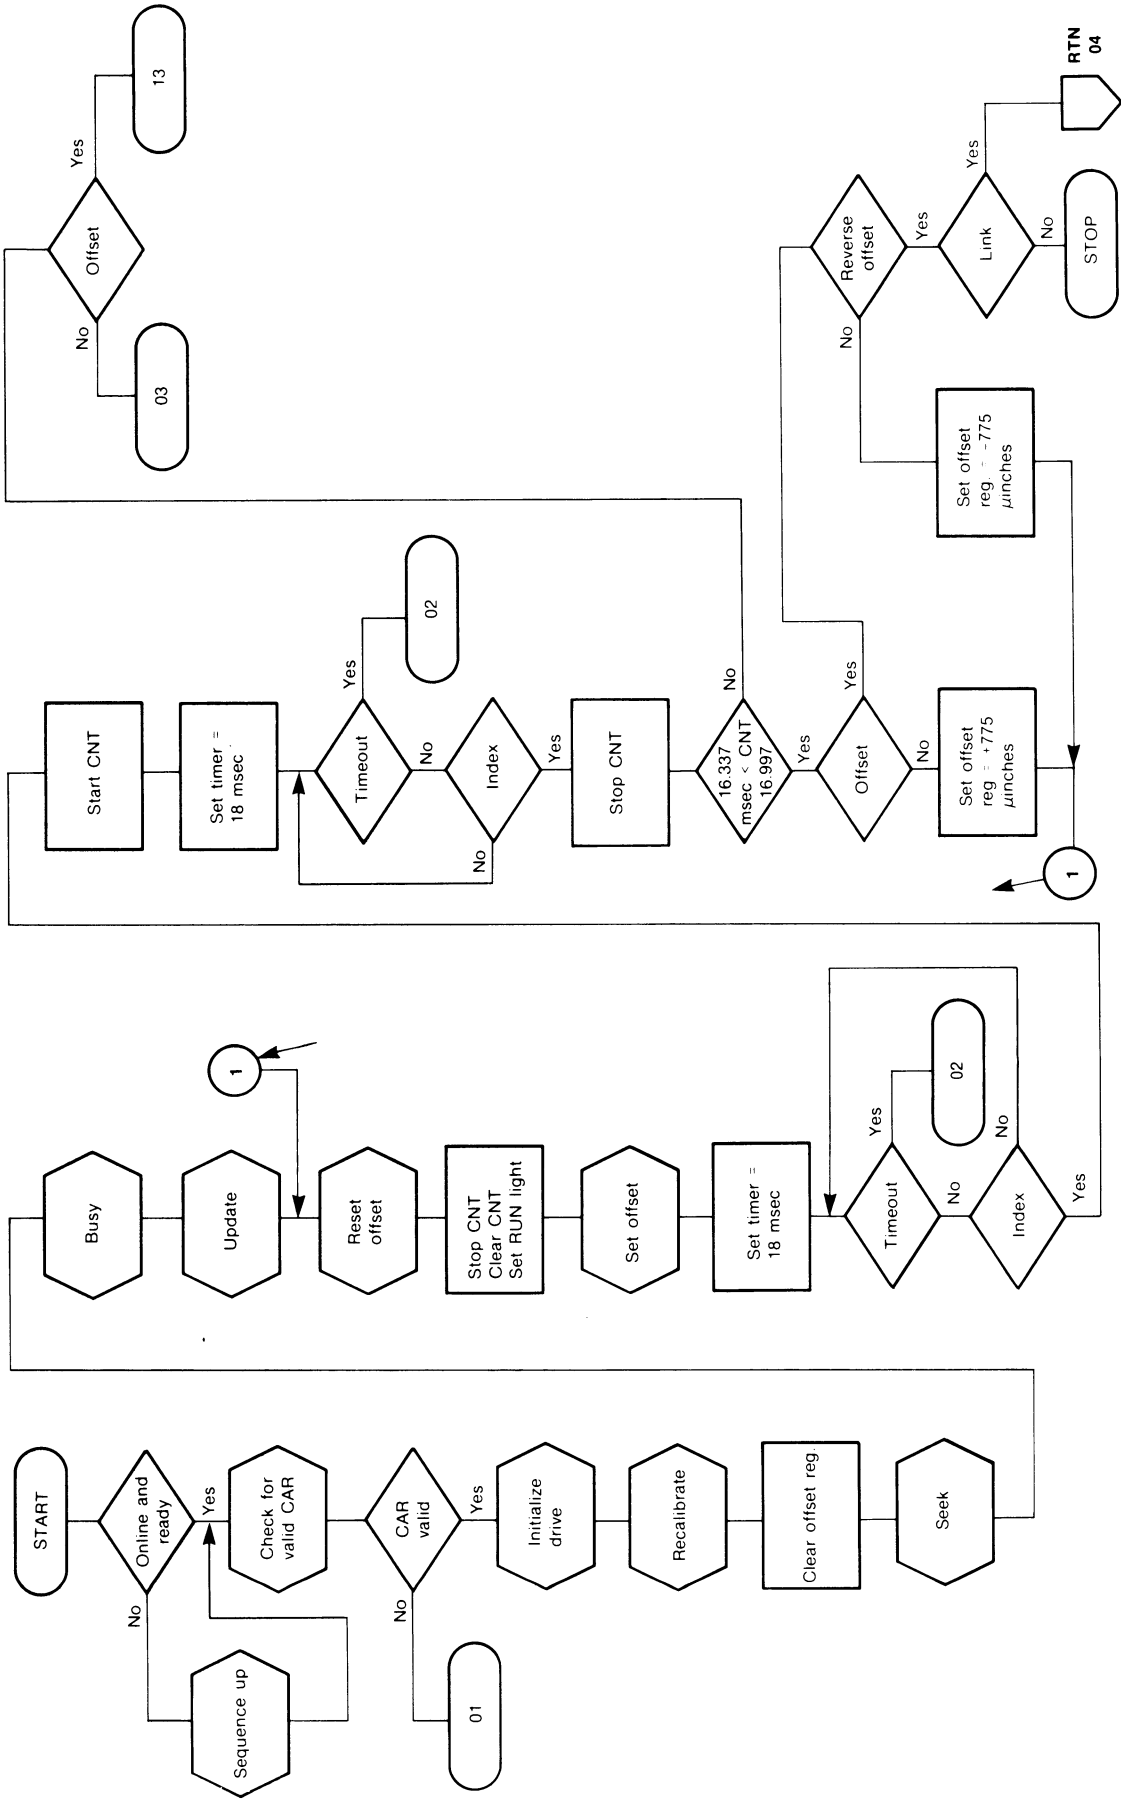 START
Online and
ready
No
Yes
Sequence up
Check for
valid CAR
CAR
valid
No
Yes
01
Initialize
drive
Recalibrate
Clear offset reg.
Seek
Busy
Update
1
Reset
offset
Stop CNT
Clear CNT
Set RUN light
Set offset
Set timer =
18 msec
Timeout
Yes
No
02
Index
No
Yes
Start CNT
Set timer =
18 msec
Timeout
Yes
No
02
Index
No
Yes
Stop CNT
16.337
msec < CNT
16.997
No
Yes
Offset
Yes
No
Set offset
reg = +775
µinches
1
Offset
No
Yes
03
13
Reverse
offset
No
Yes
Set offset
reg. = -775
µinches
Link
Yes
No
STOP
RTN
04